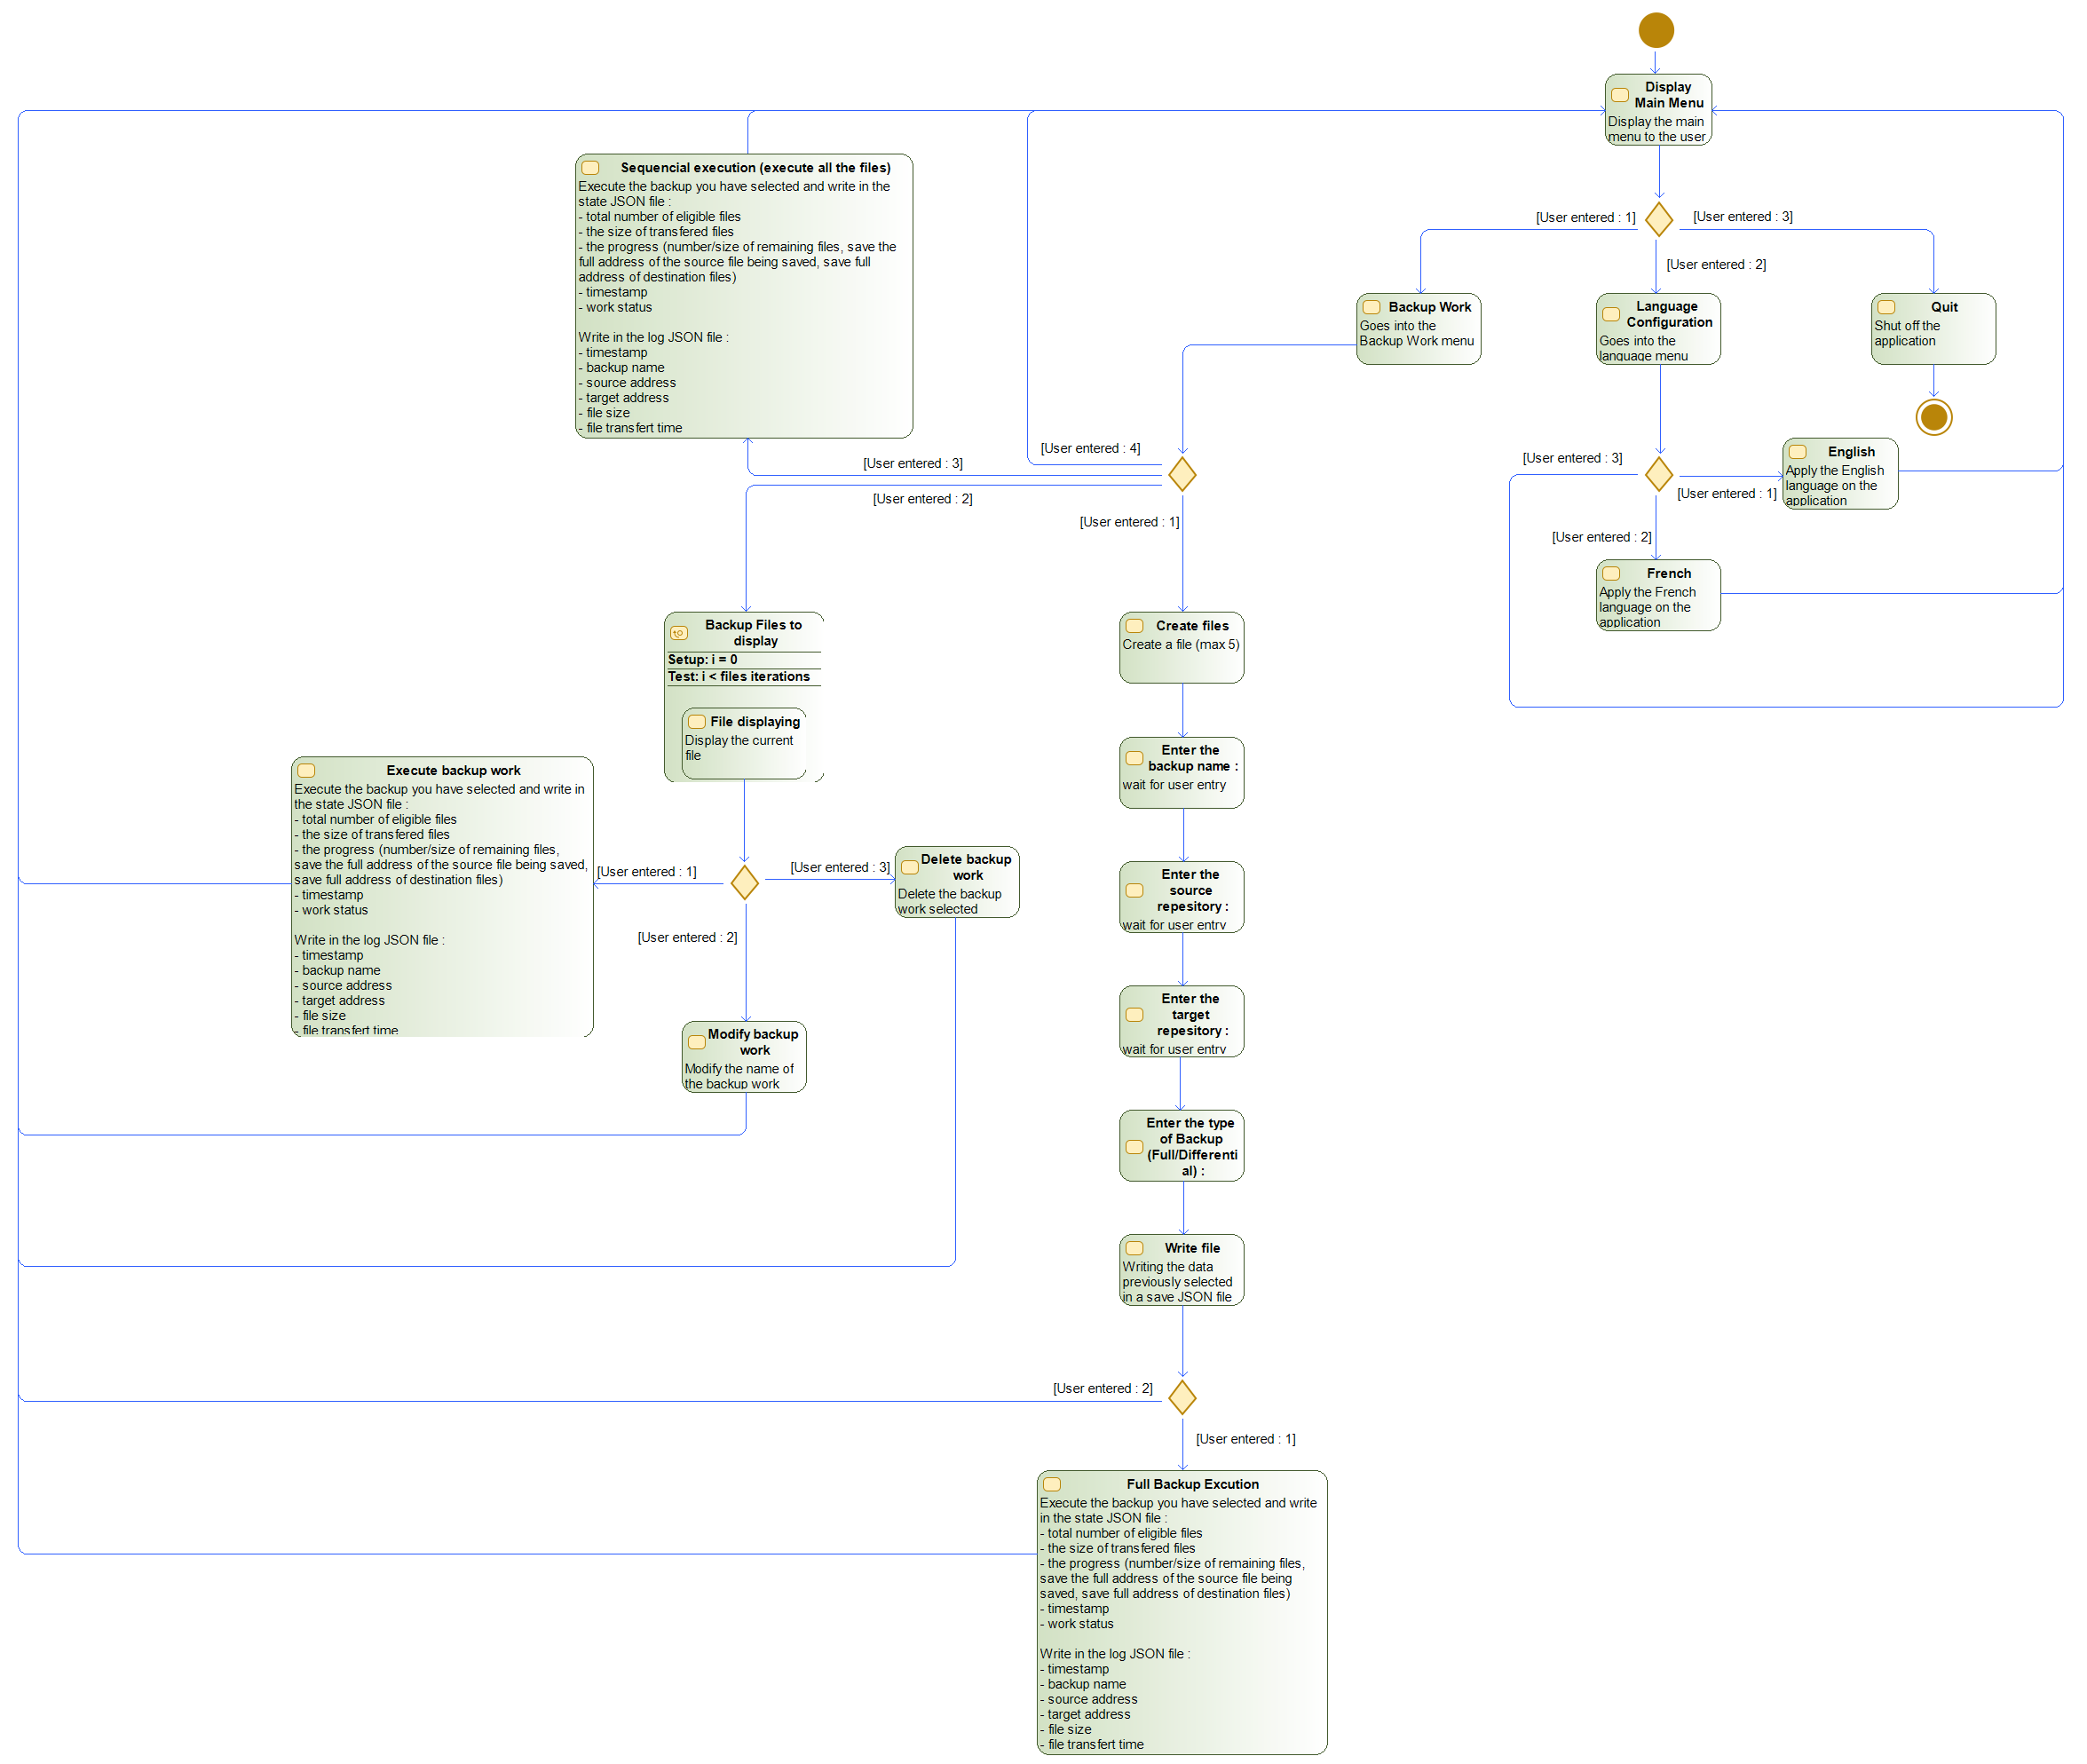 Display
Main Menu
Display the main
menu to the user
[User entered : 1]
[User entered : 3]
[User entered : 2]
Backup Work
Goes into the
Backup Work menu
Language
Configuration
Goes into the
language menu
Quit
Shut off the
application
Sequencial execution (execute all the files)
Execute the backup you have selected and write in the
state JSON file :
- total number of eligible files
- the size of transfered files
- the progress (number/size of remaining files, save the
full address of the source file being saved, save full
address of destination files)
- timestamp
- work status
Write in the log JSON file :
- timestamp
- backup name
- source address
- target address
- file size
- file transfert time
[User entered : 4]
[User entered : 3]
[User entered : 2]
[User entered : 1]
[User entered : 3]
[User entered : 1]
[User entered : 2]
English
Apply the English
language on the
application
French
Apply the French
language on the
application
Backup Files to
display
Setup: i = 0
Test: i < files iterations
File displaying
Display the current
file
Create files
Create a file (max 5)
Enter the
backup name :
wait for user entry
Execute backup work
Execute the backup you have selected and write in
the state JSON file :
- total number of eligible files
- the size of transfered files
- the progress (number/size of remaining files,
save the full address of the source file being saved,
save full address of destination files)
- timestamp
- work status
Write in the log JSON file :
- timestamp
- backup name
- source address
- target address
- file size
- file transfert time
[User entered : 1]
[User entered : 3]
[User entered : 2]
Delete backup
work
Delete the backup
work selected
Modify backup
work
Modify the name of
the backup work
Enter the
source
repesitory :
wait for user entry
Enter the
target
repesitory :
wait for user entry
Enter the type
of Backup
(Full/Differenti
al) :
Write file
Writing the data
previously selected
in a save JSON file
[User entered : 2]
[User entered : 1]
Full Backup Excution
Execute the backup you have selected and write
in the state JSON file :
- total number of eligible files
- the size of transfered files
- the progress (number/size of remaining files,
save the full address of the source file being
saved, save full address of destination files)
- timestamp
- work status
Write in the log JSON file :
- timestamp
- backup name
- source address
- target address
- file size
- file transfert time